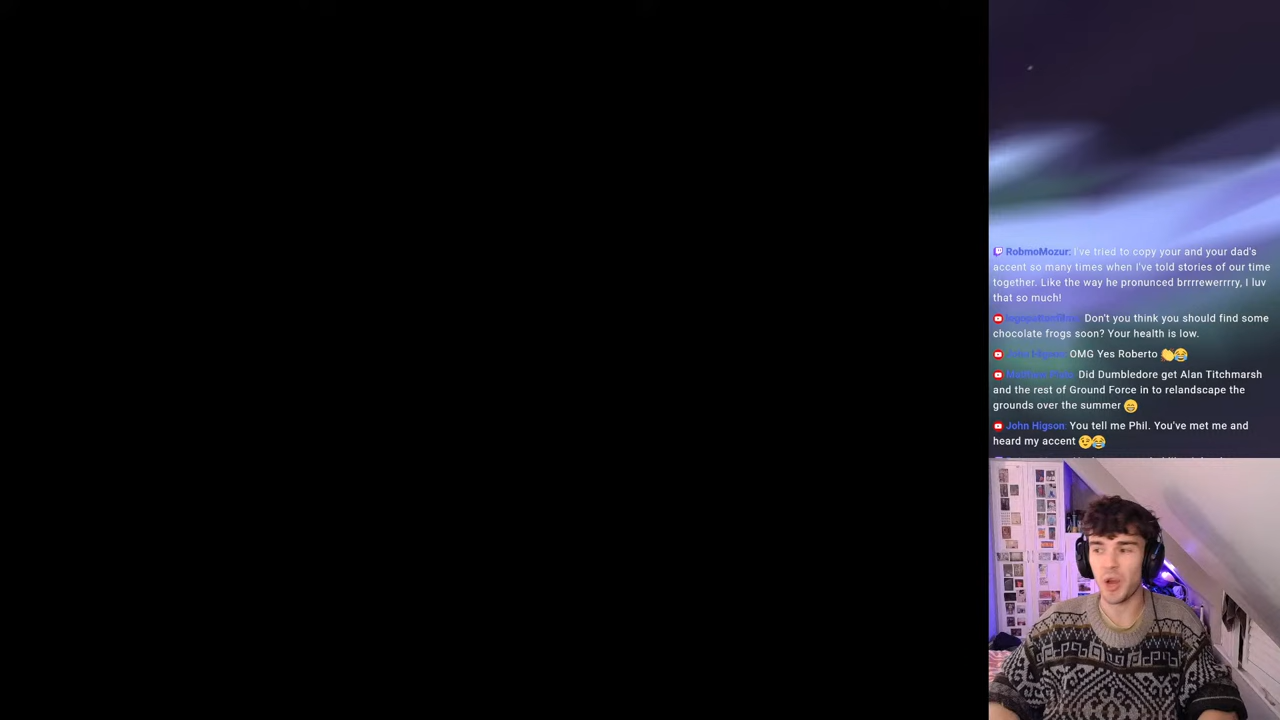 RobmoMozur: I've tried to copy your and your dad's
accent so many times when I've told stories of our time
together. Like the way he pronunced brrrrewerrrry, I luv
that so much!
Don't you think you should find some
chocolate frogs soon? Your health is low.
John Higson: OMG Yes Roberto 👏😂
Did Dumbledore get Alan Titchmarsh
and the rest of Ground Force in to relandscape the
grounds over the summer 😁
John Higson: You tell me Phil. You've met me and
heard my accent 😉😂